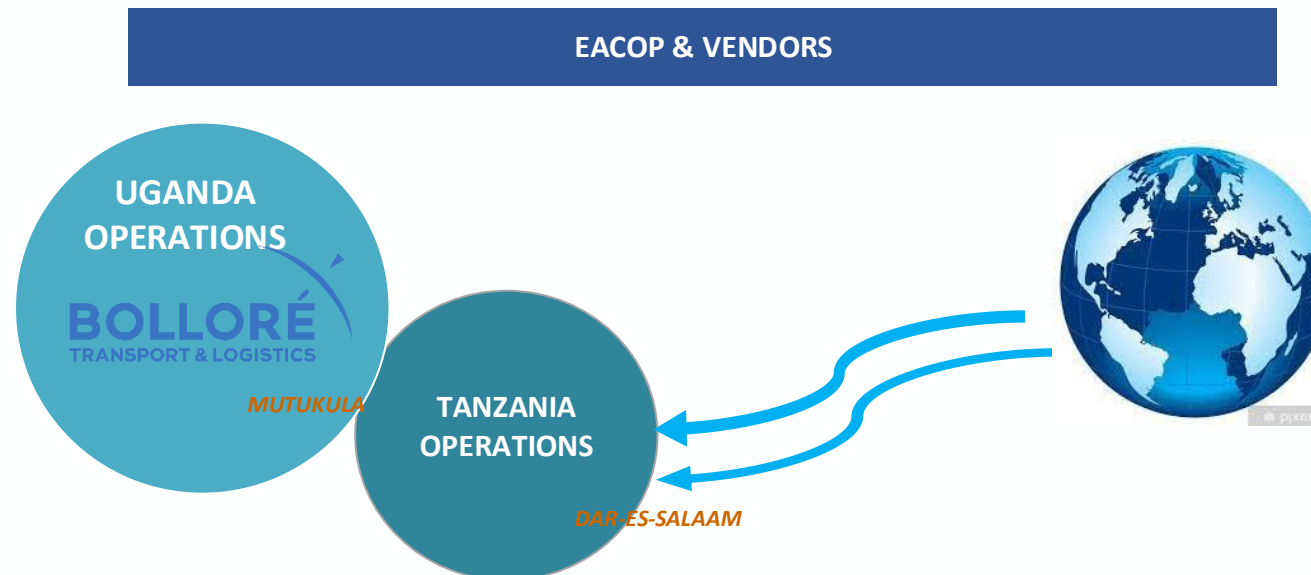 EACOP & VENDORS
UGANDA
OPERATIONS
BOLLORÉ
TRANSPORT & LOGISTICS
MUTUKULA
TANZANIA
OPERATIONS
DAR-ES-SALAAM